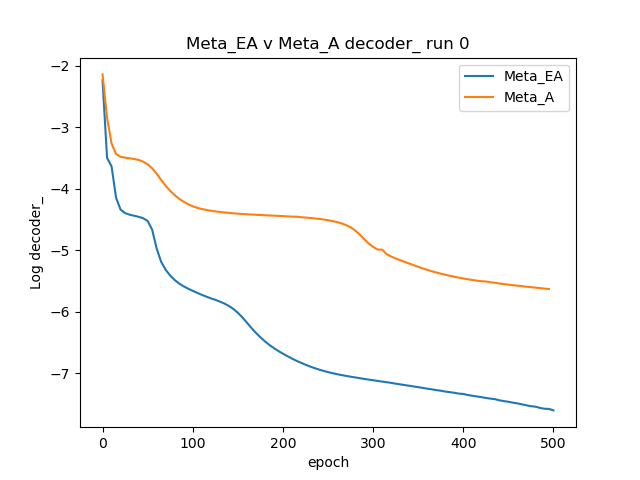 Meta_EA v Meta_A decoder_ run 0
Meta_EA
Meta_A
−2
−3
−4
−5
−6
−7
Log decoder_
0
100
200
300
400
500
epoch